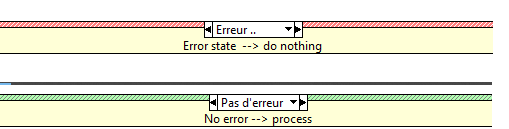 Erreur ..
Error state --> do nothing
Pas d'erreur
No error --> process